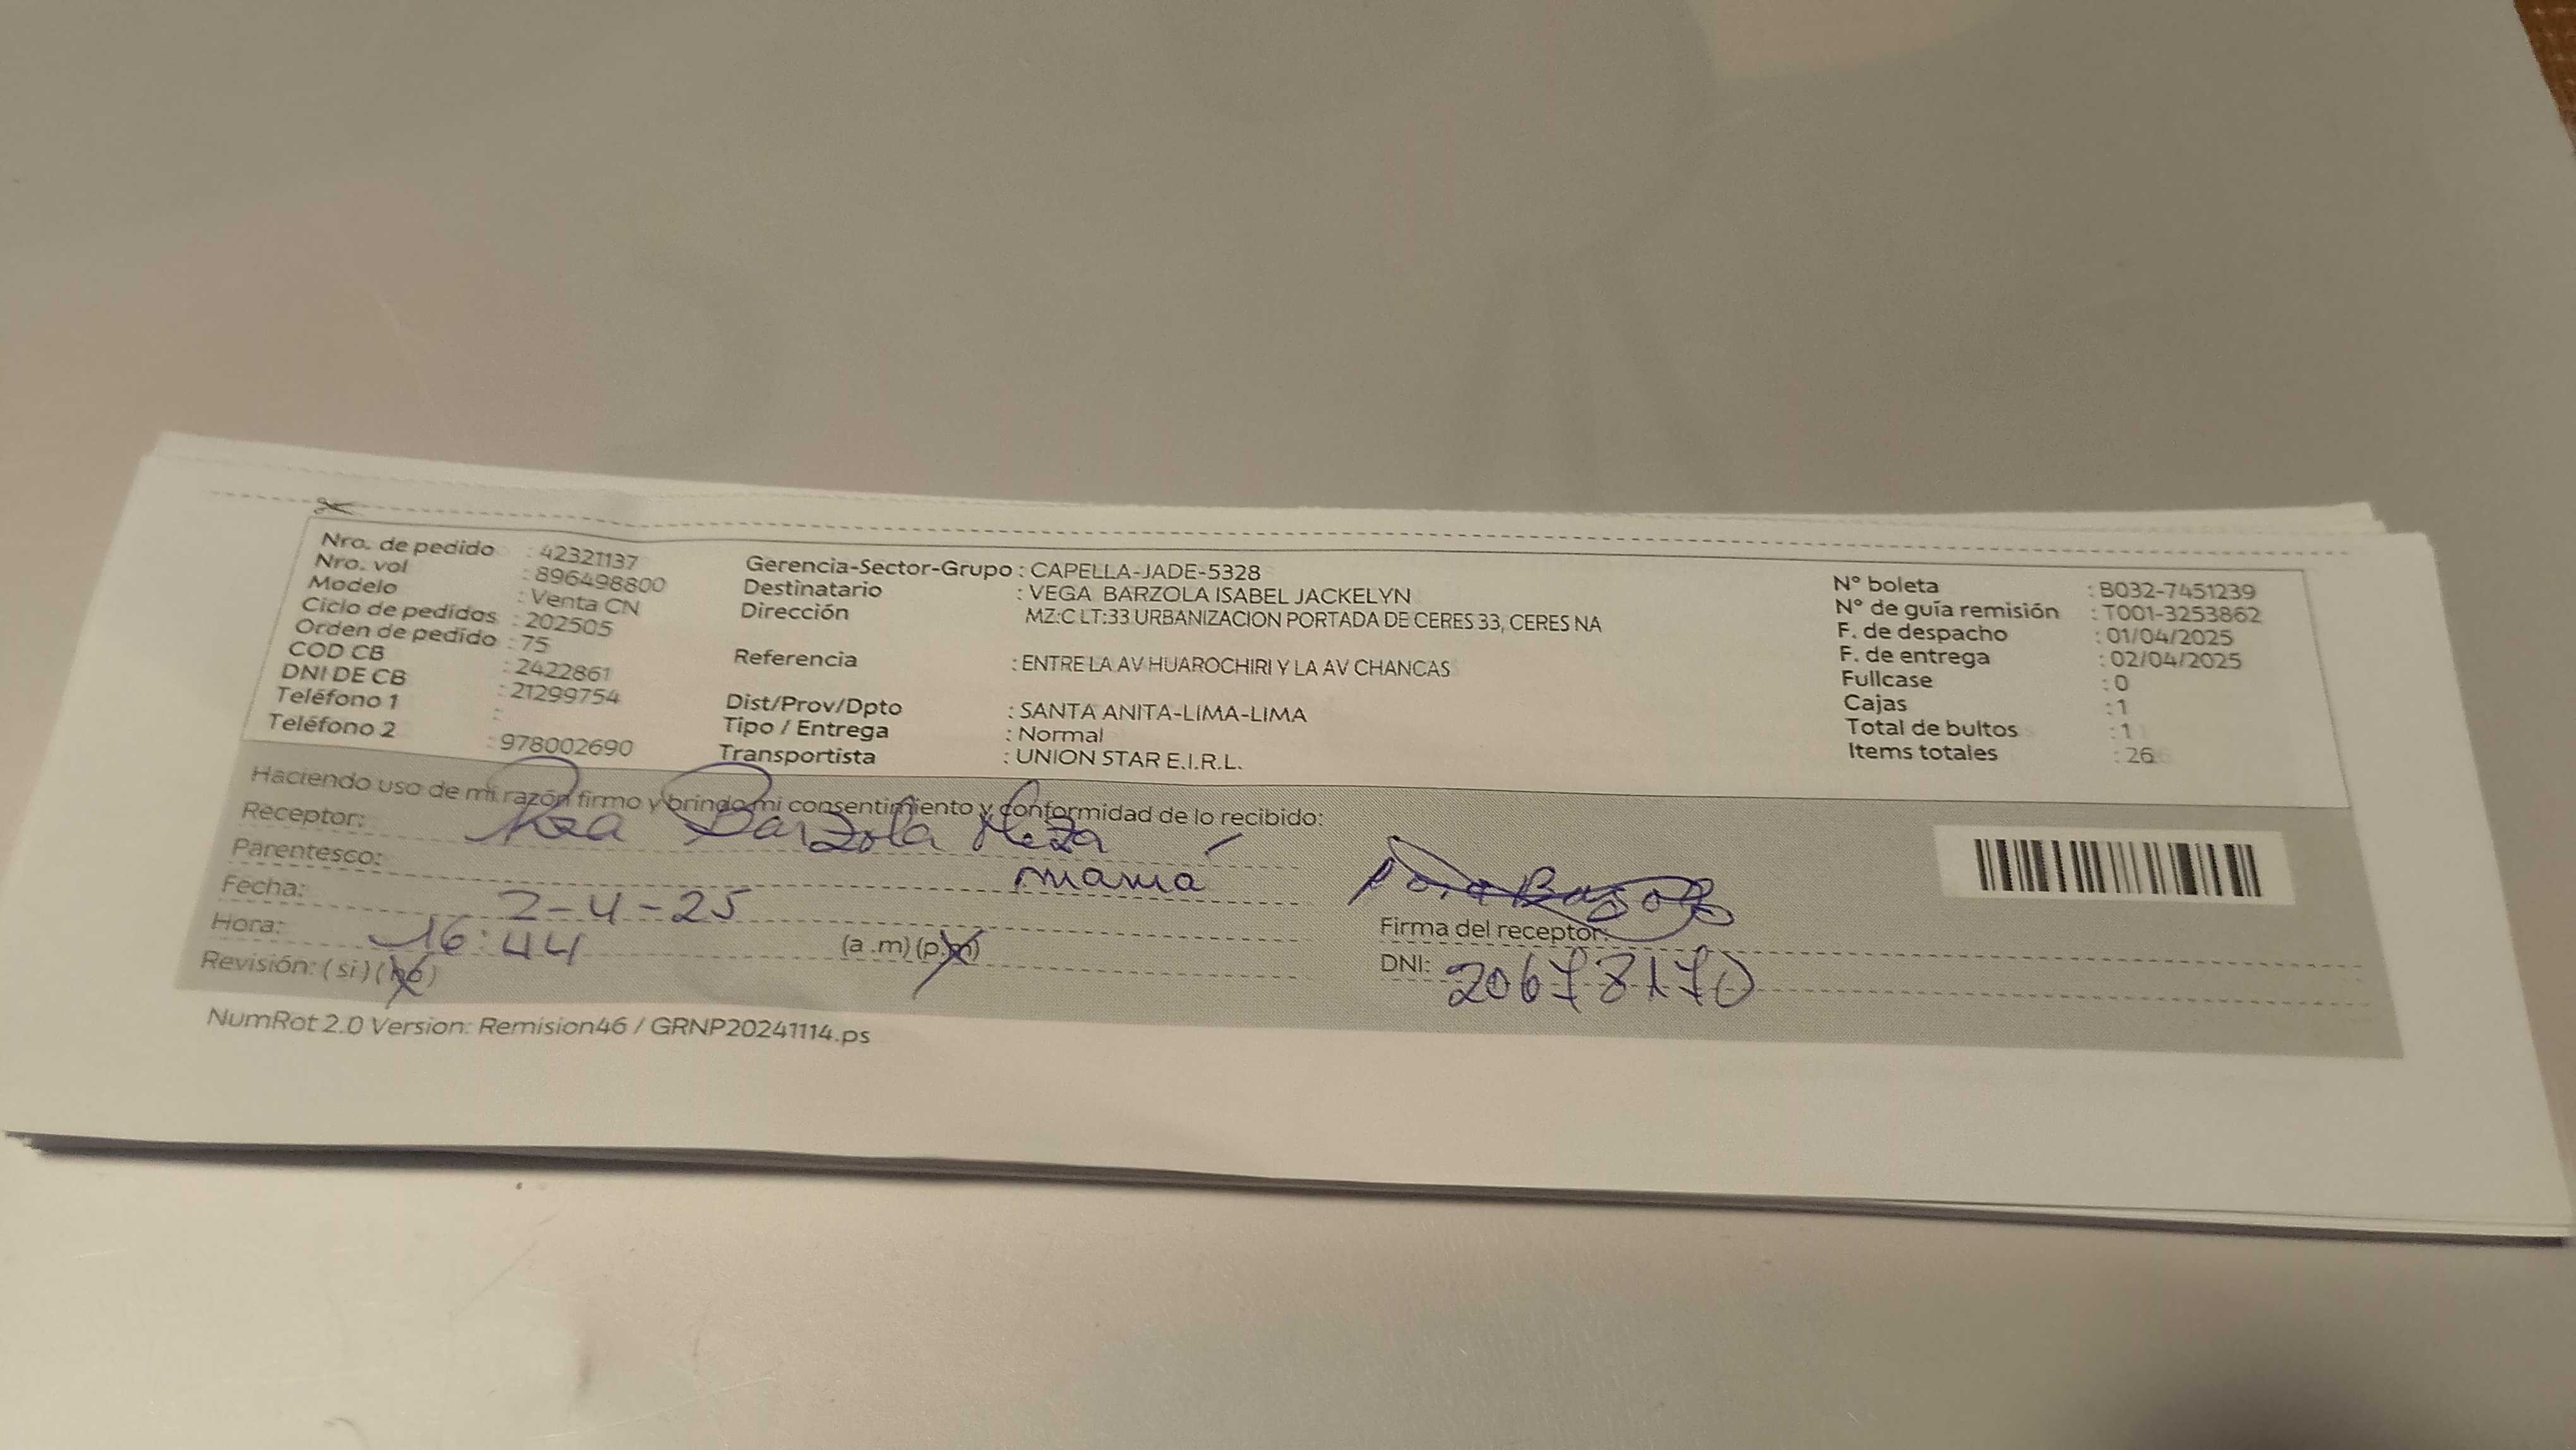 Nro. de pedido : 42321137
Nro. vol : 896498800
Modelo : Venta CN
Ciclo de pedidos : 202505
Orden de pedido : 75
COD CB : 2422861
DNI DE CB : 21299754
Teléfono 1 :
Teléfono 2 : 978002690
Gerencia-Sector-Grupo : CAPELLA-JADE-5328
Destinatario : VEGA BARZOLA ISABEL JACKELYN
Dirección MZ:C LT:33 URBANIZACION PORTADA DE CERES 33, CERES NA
Referencia : ENTRE LA AV HUAROCHIRI Y LA AV CHANCAS
Dist/Prov/Dpto : SANTA ANITA-LIMA-LIMA
Tipo / Entrega : Normal
Transportista : UNION STAR E.I.R.L.
N° boleta : B032-7451239
N° de guía remisión : T001-3253862
F. de despacho : 01/04/2025
F. de entrega : 02/04/2025
Fullcase : 0
Cajas : 1
Total de bultos : 1
Items totales : 26
Haciendo uso de mi razón firmo y brindo mi consentimiento y conformidad de lo recibido:
Receptor: Barzola Meza
Parentesco: mamá
Fecha: 2-4-25
Hora: 16:44 (a .m) (p.m)
Revisión: (si) (no)
Firma del receptor:
DNI: 20678170
NumRot 2.0 Version: Remision46 / GRNP20241114.ps